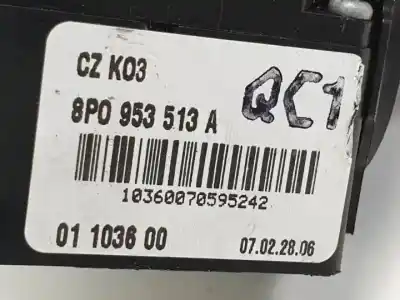 CZ K03
8P0 953 513 A
QC1
10360070595242
01 1036 00
07.02.28.06